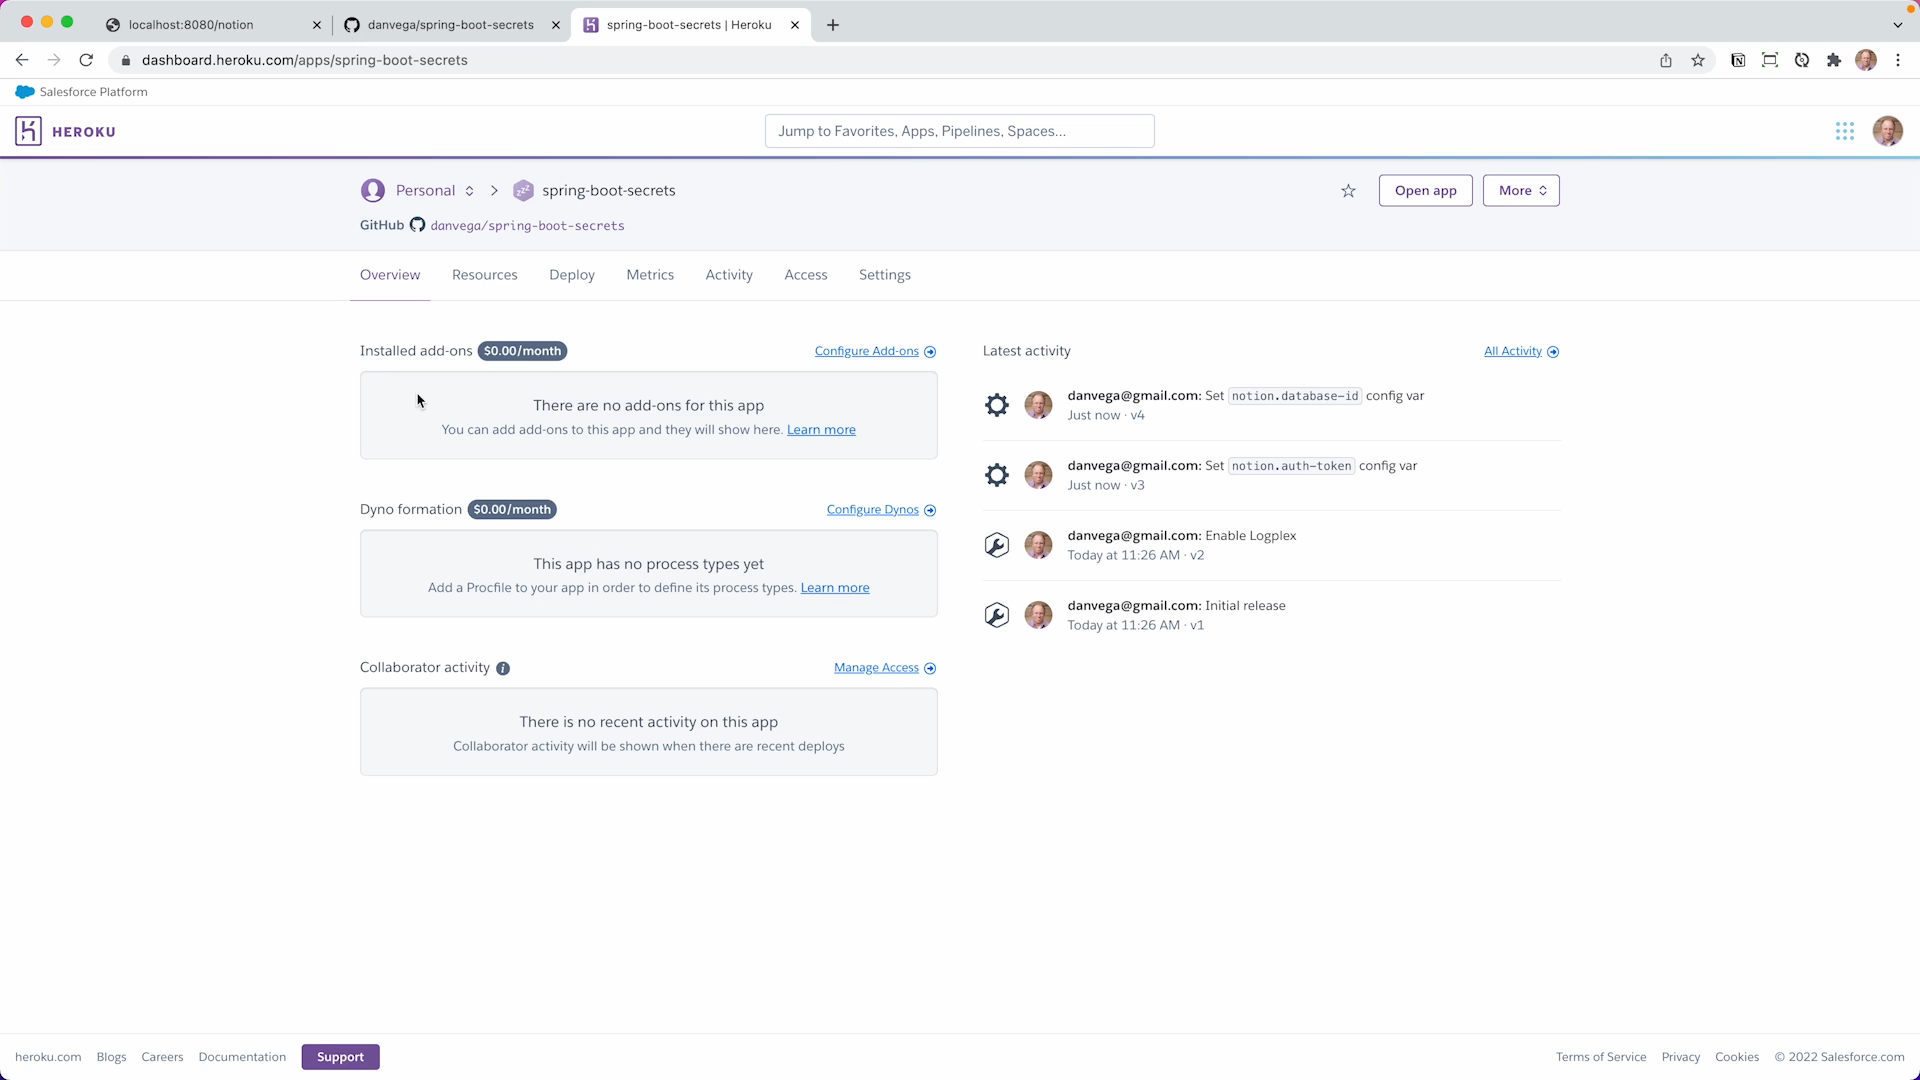 localhost:8080/notion
danvega/spring-boot-secrets
spring-boot-secrets | Heroku
dashboard.heroku.com/apps/spring-boot-secrets
Salesforce Platform
HEROKU
Jump to Favorites, Apps, Pipelines, Spaces...
Personal
spring-boot-secrets
Open app
More
GitHub danvega/spring-boot-secrets
Overview
Resources
Deploy
Metrics
Activity
Access
Settings
Installed add-ons $0.00/month
Configure Add-ons
There are no add-ons for this app
You can add add-ons to this app and they will show here. Learn more
Dyno formation $0.00/month
Configure Dynos
This app has no process types yet
Add a Procfile to your app in order to define its process types. Learn more
Collaborator activity i
Manage Access
There is no recent activity on this app
Collaborator activity will be shown when there are recent deploys
Latest activity
All Activity
danvega@gmail.com: Set notion.database-id config var
Just now · v4
danvega@gmail.com: Set notion.auth-token config var
Just now · v3
danvega@gmail.com: Enable Logplex
Today at 11:26 AM · v2
danvega@gmail.com: Initial release
Today at 11:26 AM · v1
heroku.com
Blogs
Careers
Documentation
Support
Terms of Service
Privacy
Cookies
© 2022 Salesforce.com